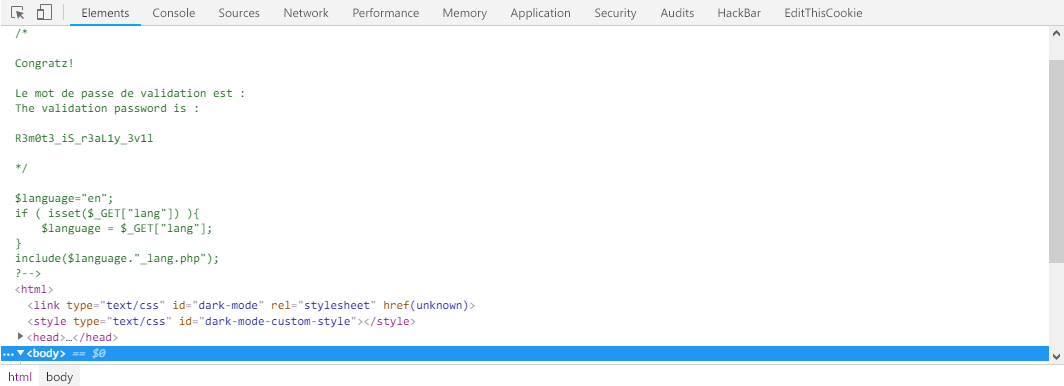 Elements Console Sources Network Performance Memory Application Security Audits HackBar EditThisCookie
/*
Congratz!
Le mot de passe de validation est :
The validation password is :
R3m0t3_iS_r3aL1y_3v1l
*/
$language="en";
if ( isset($_GET["lang"]) ){
$language = $_GET["lang"];
}
include($language."_lang.php");
?-->
<html>
<link type="text/css" id="dark-mode" rel="stylesheet" href(unknown)>
<style type="text/css" id="dark-mode-custom-style"></style>
<head>…</head>
<body> == $0
html body